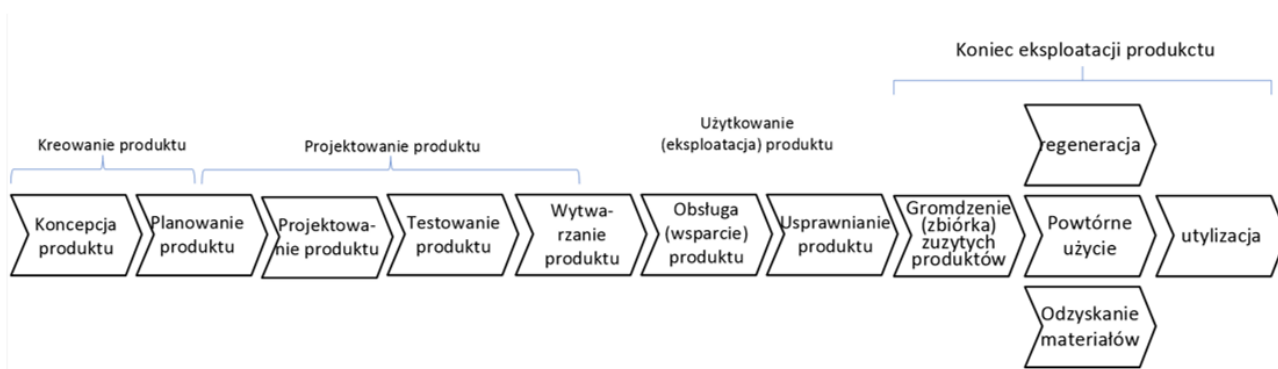 Koniec eksploatacji produkctu
Kreowanie produktu
Projektowanie produktu
Użytkowanie
(eksploatacja) produktu
Koncepcja
produktu
Planowanie
produktu
Projektowa-
nie produktu
Testowanie
produktu
Wytwa-
rzanie
produktu
Obsługa
(wsparcie)
produktu
Usprawnianie
produktu
Gromdzenie
(zbiórka)
zuzytych
produktów
regeneracja
Powtórne
użycie
Odzyskanie
materiałów
utylizacja